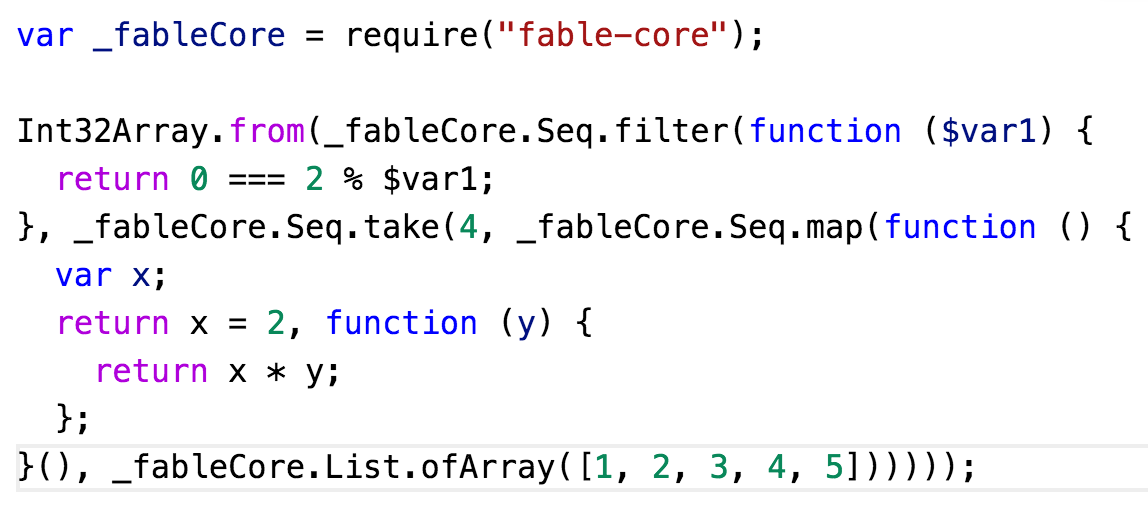 var _fableCore = require("fable-core");

Int32Array.from(_fableCore.Seq.filter(function ($var1) {
  return 0 === 2 % $var1;
}, _fableCore.Seq.take(4, _fableCore.Seq.map(function () {
  var x;
  return x = 2, function (y) {
    return x * y;
  };
}(), _fableCore.List.ofArray([1, 2, 3, 4, 5])))));